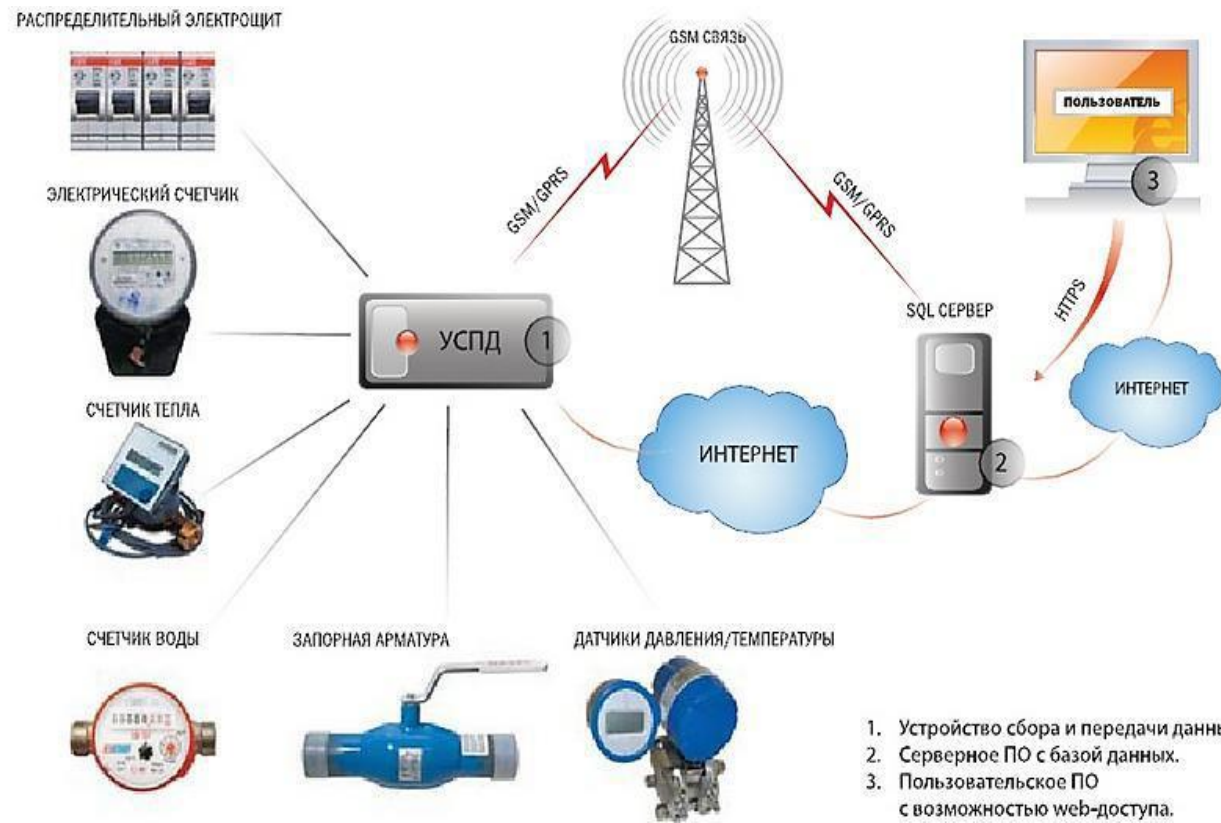 РАСПРЕДЕЛИТЕЛЬНЫЙ ЭЛЕКТРОЩИТ
GSM СВЯЗЬ
ПОЛЬЗОВАТЕЛЬ
3
ЭЛЕКТРИЧЕСКИЙ СЧЕТЧИК
GSM/GPRS
GSM/GPRS
HTTPS
SQL СЕРВЕР
УСПД
1
ИНТЕРНЕТ
СЧЕТЧИК ТЕПЛА
ИНТЕРНЕТ
2
СЧЕТЧИК ВОДЫ
ЗАПОРНАЯ АРМАТУРА
ДАТЧИКИ ДАВЛЕНИЯ/ТЕМПЕРАТУРЫ
1. Устройство сбора и передачи данны
2. Серверное ПО с базой данных.
3. Пользовательское ПО
с возможностью web-доступа.